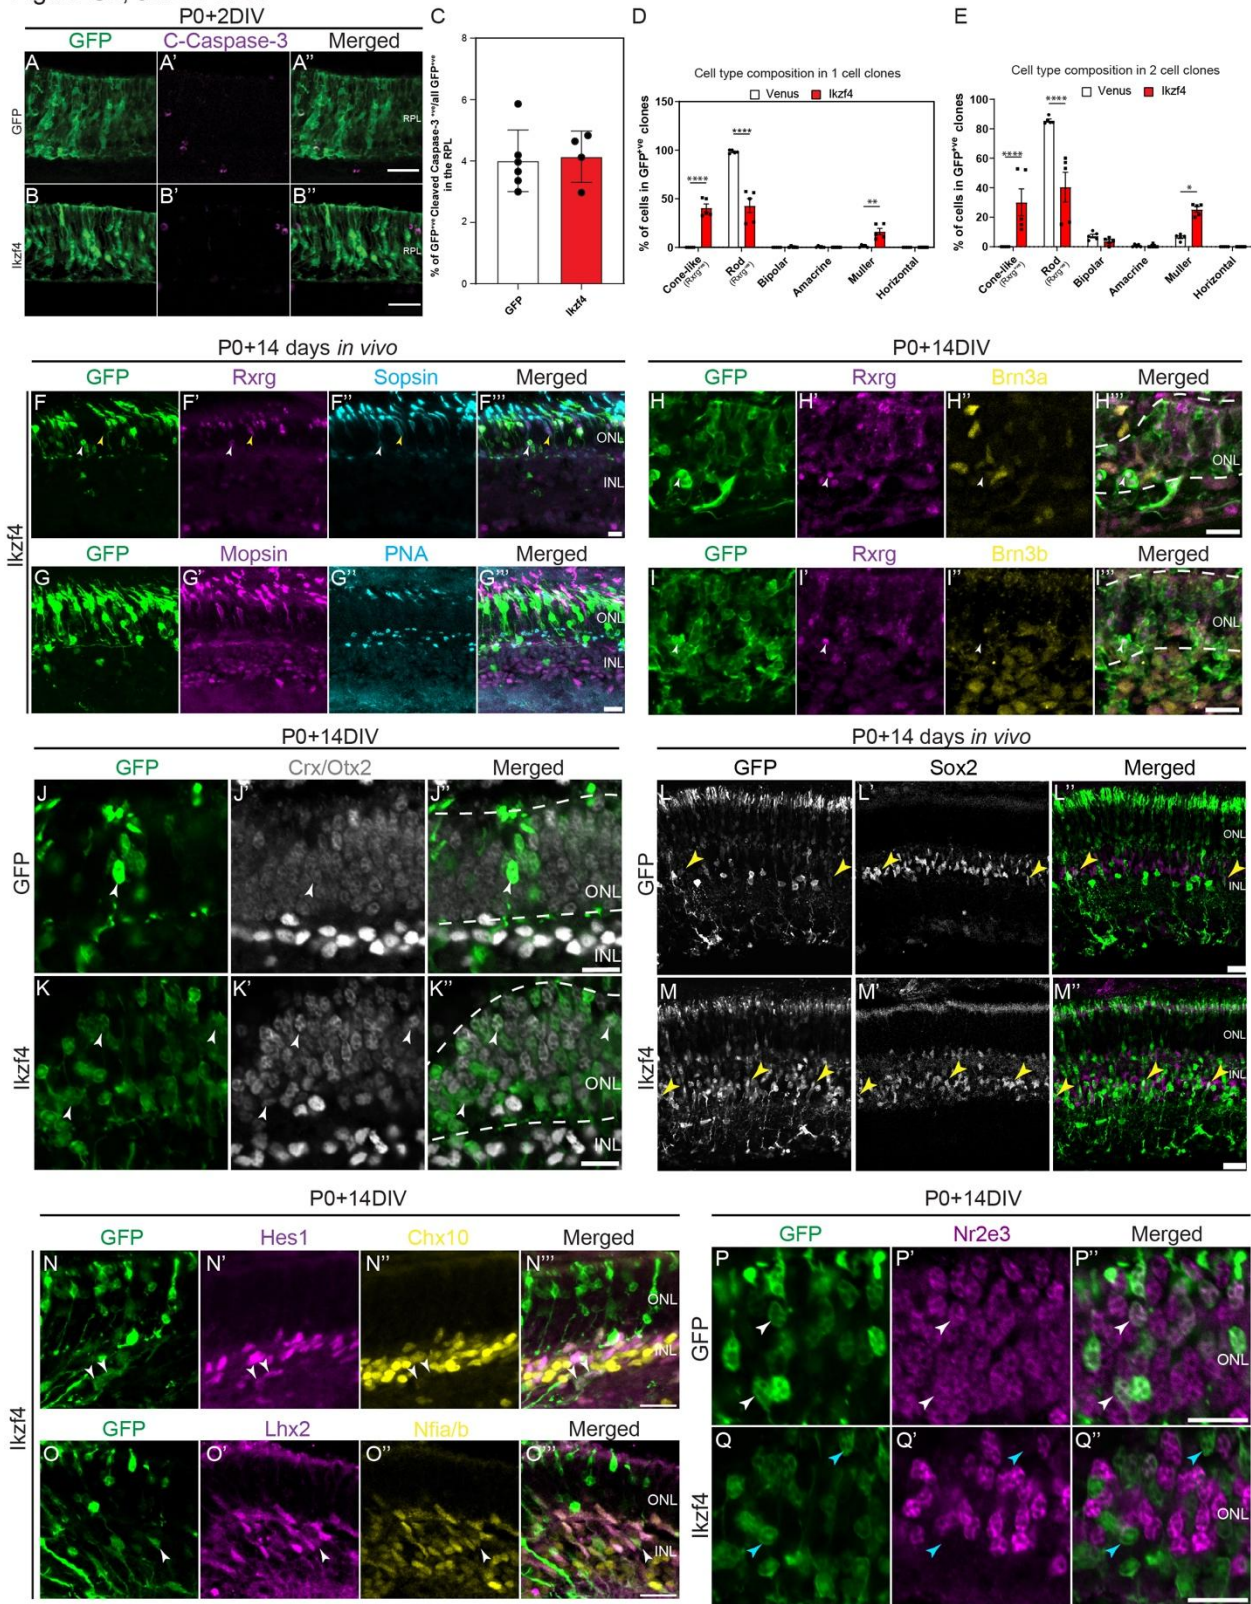 P0+2DIV
GFP C-Caspase-3 Merged
A A' A'' RPL
GFP
B B' B'' RPL
Ikzf4
C
% of GFP+ve Cleaved Caspase-3 +ve/all GFP+ve
in the RPL
8
6
4
2
0
GFP Ikzf4
D
Cell type composition in 1 cell clones
Venus Ikzf4
% of cells in GFP+ve clones
150
100
50
0
**** **** **
Cone-like Rod Bipolar Amacrine Muller Horizontal
E
Cell type composition in 2 cell clones
Venus Ikzf4
% of cells in GFP+ve clones
100
80
60
40
20
0
**** **** *
Cone-like Rod Bipolar Amacrine Muller Horizontal
P0+14 days in vivo
GFP Rxrg Sopsin Merged
F F' F'' F''' ONL INL
Ikzf4
GFP Mopsin PNA Merged
G G' G'' G''' ONL INL
P0+14DIV
GFP Rxrg Brn3a Merged
H H' H'' H''' ONL
GFP Rxrg Brn3b Merged
I I' I'' I''' ONL
P0+14DIV
GFP Crx/Otx2 Merged
J J' J'' ONL INL
GFP
K K' K'' ONL INL
Ikzf4
P0+14 days in vivo
GFP Sox2 Merged
L L' L'' ONL INL
GFP
M M' M'' ONL INL
Ikzf4
P0+14DIV
GFP Hes1 Chx10 Merged
N N' N'' N''' ONL INL
Ikzf4
GFP Lhx2 Nfia/b Merged
O O' O'' O''' ONL INL
P0+14DIV
GFP Nr2e3 Merged
P P' P'' ONL
GFP
Q Q' Q'' ONL
Ikzf4